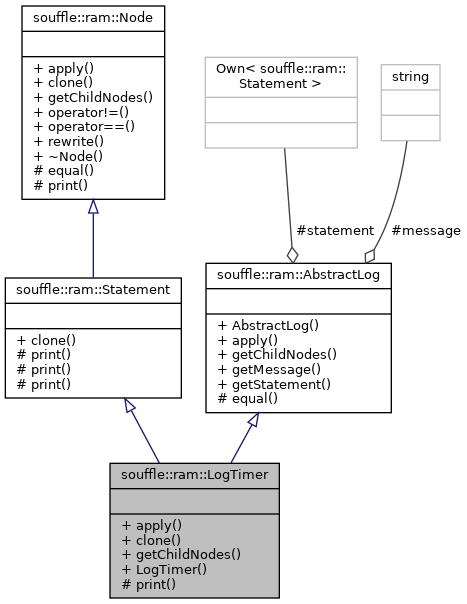 souffle::ram::Node
+ apply()
+ clone()
+ getChildNodes()
+ operator!=()
+ operator==()
+ rewrite()
+ ~Node()
# equal()
# print()
Own< souffle::ram::
Statement >
string
#statement
#message
souffle::ram::Statement
+ clone()
# print()
# print()
# print()
souffle::ram::AbstractLog
+ AbstractLog()
+ apply()
+ getChildNodes()
+ getMessage()
+ getStatement()
# equal()
souffle::ram::LogTimer
+ apply()
+ clone()
+ getChildNodes()
+ LogTimer()
# print()